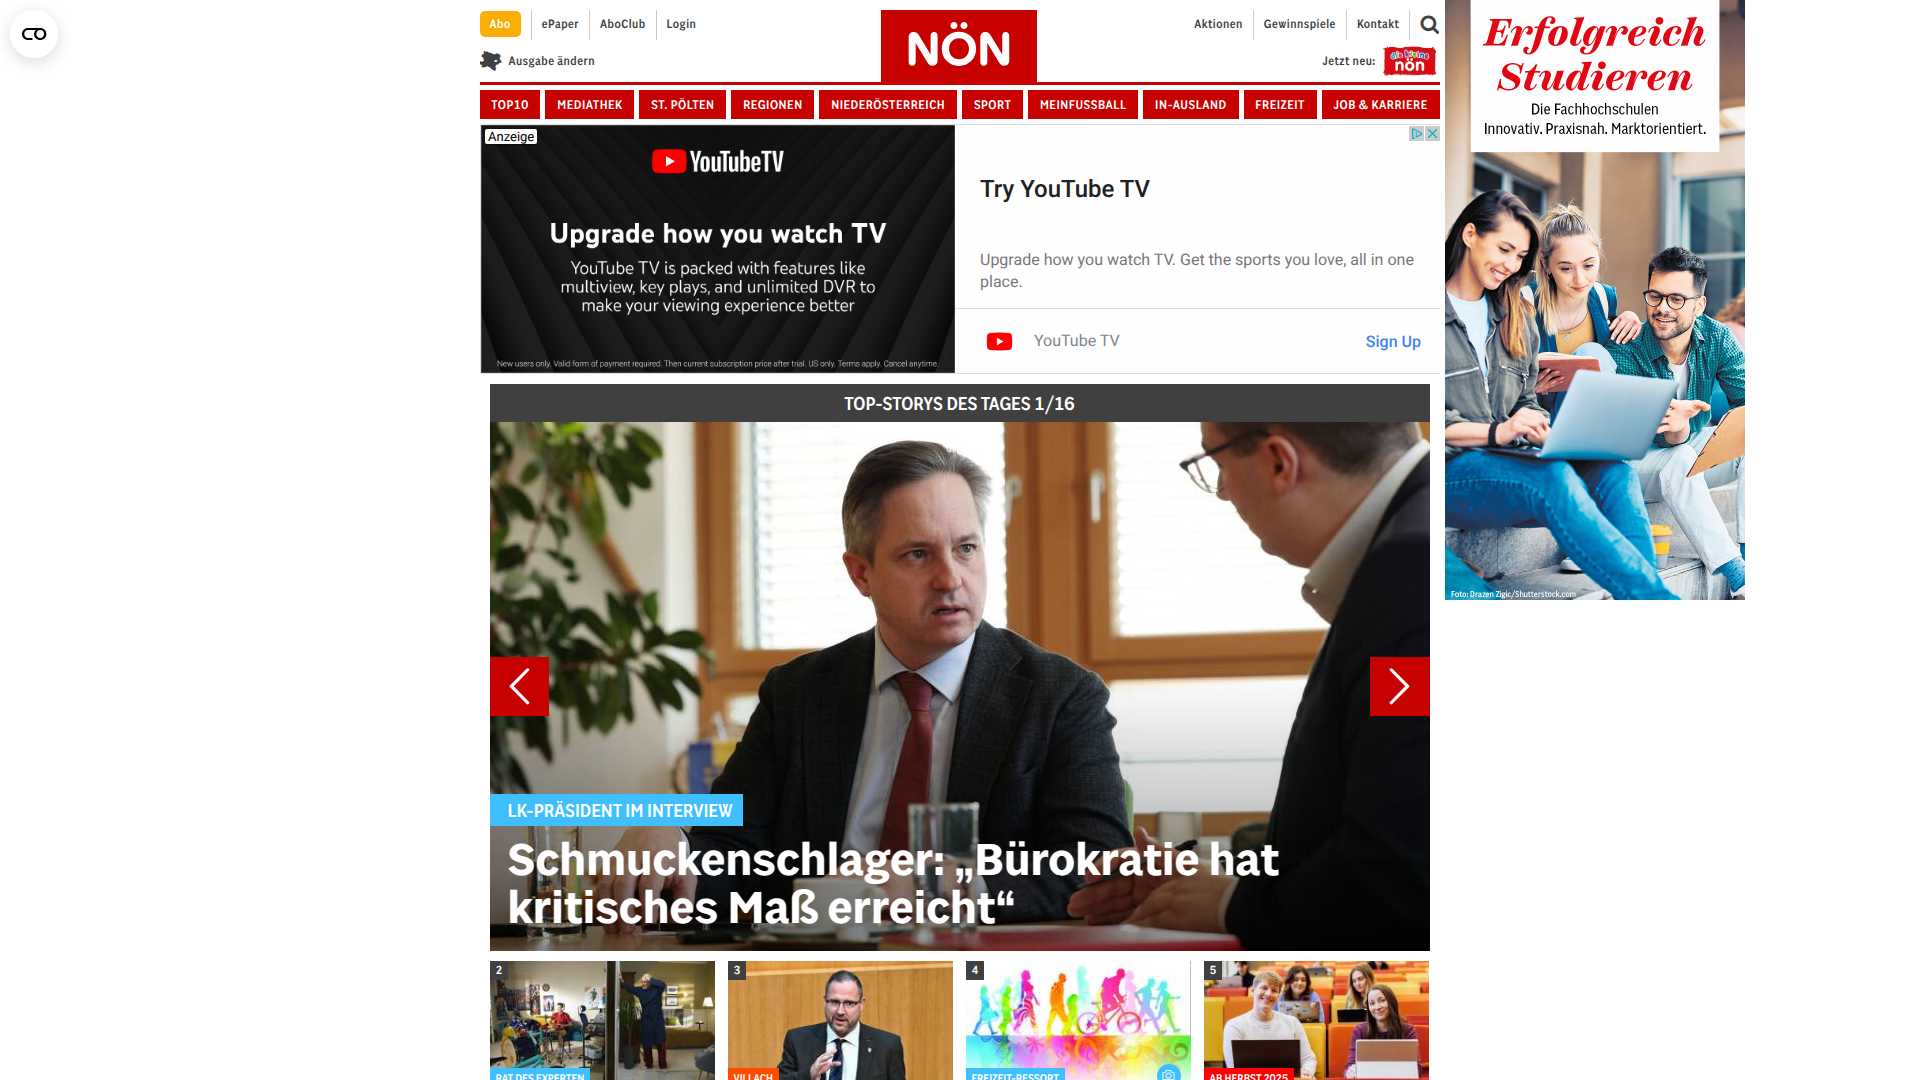 Abo
ePaper
AboClub
Login
NÖN
Aktionen
Gewinnspiele
Kontakt
Ausgabe ändern
Jetzt neu:
die kleine
nön
TOP10
MEDIATHEK
ST. PÖLTEN
REGIONEN
NIEDERÖSTERREICH
SPORT
MEINFUSSBALL
IN-AUSLAND
FREIZEIT
JOB & KARRIERE
Anzeige
YouTubeTV
Upgrade how you watch TV
YouTube TV is packed with features like
multiview, key plays, and unlimited DVR to
make your viewing experience better
New users only. Valid form of payment required. Then current subscription price after trial. US only. Terms apply. Cancel anytime.
Try YouTube TV
Upgrade how you watch TV. Get the sports you love, all in one
place.
YouTube TV
Sign Up
Erfolgreich
Studieren
Die Fachhochschulen
Innovativ. Praxisnah. Marktorientiert.
Foto: Drazen Zigic/Shutterstock.com
TOP-STORYS DES TAGES 1/16
LK-PRÄSIDENT IM INTERVIEW
Schmuckenschlager: „Bürokratie hat
kritisches Maß erreicht“
2
3
4
5
RAT DES EXPERTEN
VILLACH
FREIZEIT-RESSORT
AB HERBST 2025